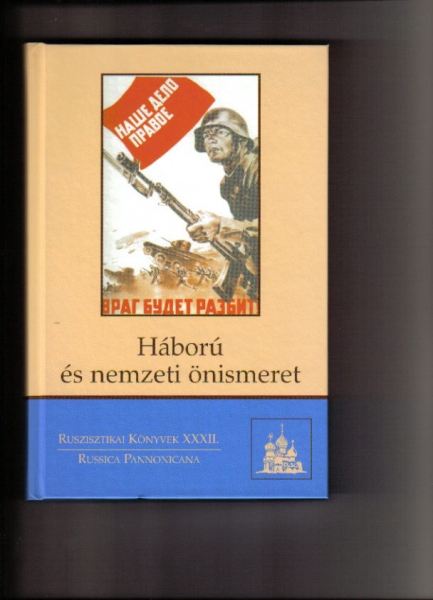 НАШЕ ДЕЛО
ПРАВОЕ
ВРАГ БУДЕТ РАЗБИТ!
Háború
és nemzeti önismeret
RUSZISZTIKAI KÖNYVEK XXXII.
RUSSICA PANNONICANA